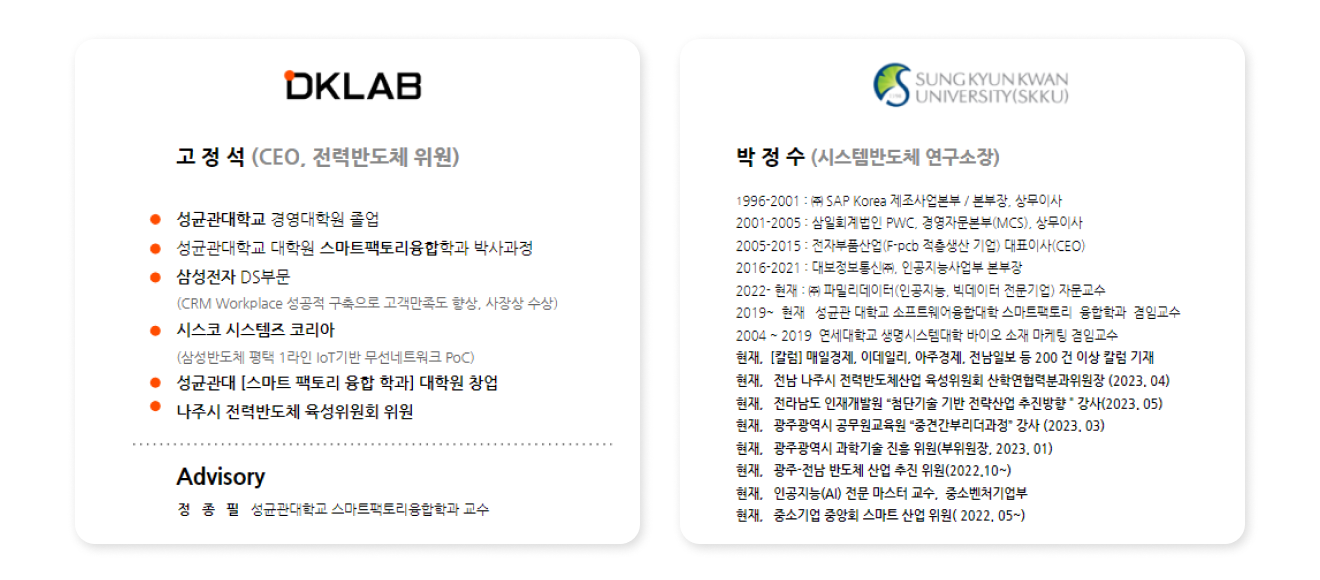 DKLAB
고 정 석 (CEO, 전력반도체 위원)
성균관대학교 경영대학원 졸업
성균관대학교 대학원 스마트팩토리융합학과 박사과정
삼성전자 DS부문
(CRM Workplace 성공적 구축으로 고객만족도 향상, 사장상 수상)
시스코 시스템즈 코리아
(삼성반도체 평택 1라인 IoT기반 무선네트워크 PoC)
성균관대 [스마트 팩토리 융합 학과] 대학원 창업
나주시 전력반도체 육성위원회 위원
Advisory
정 종 필 성균관대학교 스마트팩토리융합학과 교수
SUNG KYUN KWAN
UNIVERSITY(SKKU)
박 정 수 (시스템반도체 연구소장)
1996-2001 : ㈜ SAP Korea 제조사업본부 / 본부장, 상무이사
2001-2005 : 삼일회계법인 PWC, 경영자문본부(MCS), 상무이사
2005-2015 : 전자부품산업(F-pcb 적층생산 기업) 대표이사(CEO)
2016-2021 : 대보정보통신㈜, 인공지능사업부 본부장
2022- 현재 : ㈜ 파밀리데이터(인공지능, 빅데이터 전문기업) 자문교수
2019~ 현재 성균관 대학교 소프트웨어융합대학 스마트팩토리 융합학과 겸임교수
2004 ~ 2019 연세대학교 생명시스템대학 바이오 소재 마케팅 겸임교수
현재, [칼럼] 매일경제, 이데일리, 아주경제, 전남일보 등 200 건 이상 칼럼 기재
현재, 전남 나주시 전력반도체산업 육성위원회 산학연협력분과위원장 (2023. 04)
현재, 전라남도 인재개발원 “첨단기술 기반 전략산업 추진방향 ” 강사(2023. 05)
현재, 광주광역시 공무원교육원 “중견간부리더과정” 강사 (2023. 03)
현재, 광주광역시 과학기술 진흥 위원(부위원장, 2023. 01)
현재, 광주-전남 반도체 산업 추진 위원(2022.10~)
현재, 인공지능(AI) 전문 마스터 교수, 중소벤처기업부
현재, 중소기업 중앙회 스마트 산업 위원( 2022. 05~)